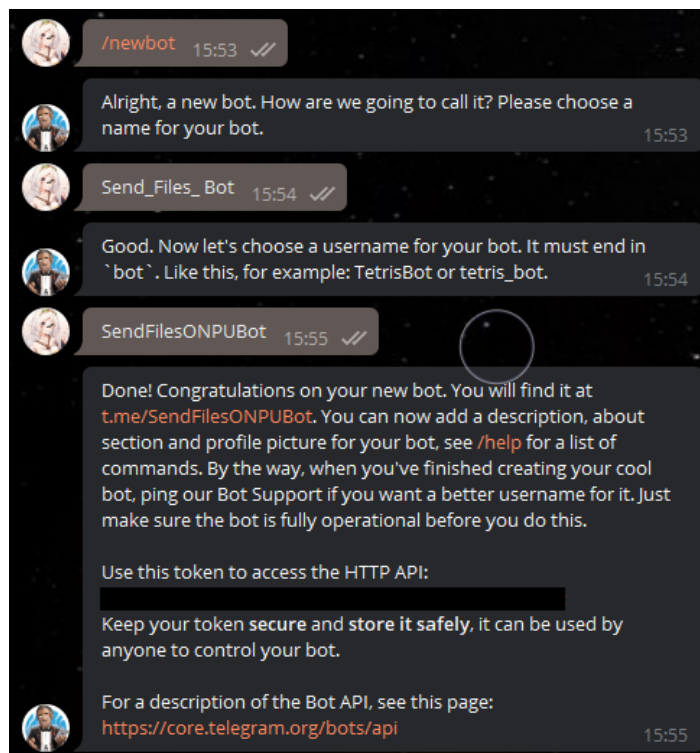 /newbot 15:53
Alright, a new bot. How are we going to call it? Please choose a
name for your bot.
15:53
Send_Files_ Bot 15:54
Good. Now let's choose a username for your bot. It must end in
`bot`. Like this, for example: TetrisBot or tetris_bot.
15:54
SendFilesONPUBot 15:55
Done! Congratulations on your new bot. You will find it at
t.me/SendFilesONPUBot. You can now add a description, about
section and profile picture for your bot, see /help for a list of
commands. By the way, when you've finished creating your cool
bot, ping our Bot Support if you want a better username for it. Just
make sure the bot is fully operational before you do this.
Use this token to access the HTTP API:
Keep your token secure and store it safely, it can be used by
anyone to control your bot.
For a description of the Bot API, see this page:
https://core.telegram.org/bots/api
15:55